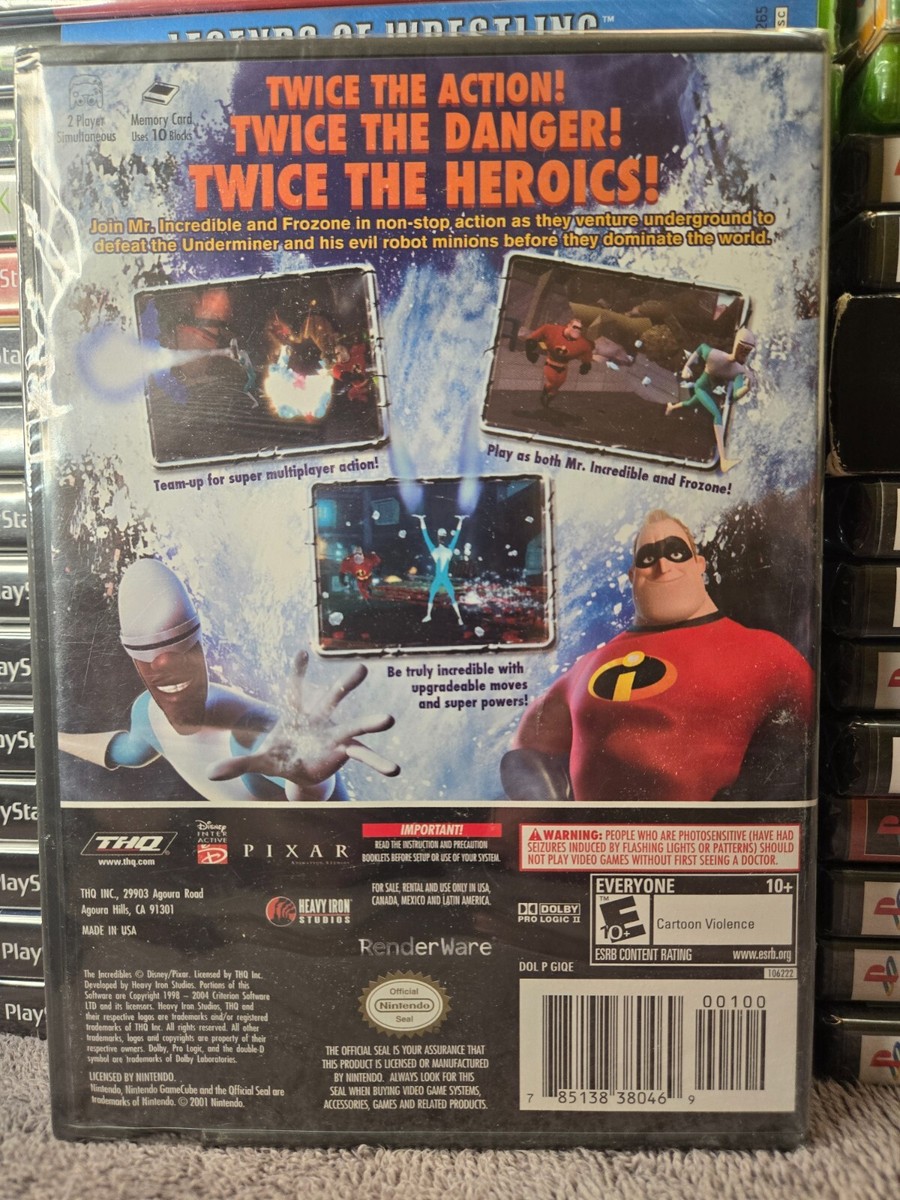 LEGENDS OF WRESTLING™
2 Player
Simultaneous
Memory Card
Uses 10 Blocks
TWICE THE ACTION!
TWICE THE DANGER!
TWICE THE HEROICS!
Join Mr. Incredible and Frozone in non-stop action as they venture underground to
defeat the Underminer and his evil robot minions before they dominate the world.
Team-up for super multiplayer action!
Play as both Mr. Incredible and Frozone!
Be truly incredible with
upgradeable moves
and super powers!
i
THQ
www.thq.com
Disney
INTER
ACTIVE
PIXAR
ANIMATION STUDIOS
IMPORTANT!
READ THE INSTRUCTION AND PRECAUTION
BOOKLETS BEFORE SETUP OR USE OF YOUR SYSTEM.
WARNING: PEOPLE WHO ARE PHOTOSENSITIVE (HAVE HAD
SEIZURES INDUCED BY FLASHING LIGHTS OR PATTERNS) SHOULD
NOT PLAY VIDEO GAMES WITHOUT FIRST SEEING A DOCTOR.
THQ INC., 29903 Agoura Road
Agoura Hills, CA 91301
MADE IN USA
HEAVY IRON
STUDIOS
FOR SALE, RENTAL AND USE ONLY IN USA,
CANADA, MEXICO AND LATIN AMERICA.
RenderWare
DOLBY
PRO LOGIC II
EVERYONE 10+
E
10+
™
Cartoon Violence
ESRB CONTENT RATING www.esrb.org
DOL P GIQE
106222
The Incredibles © Disney/Pixar. Licensed by THQ Inc.
Developed by Heavy Iron Studios. Portions of this
Software are Copyright 1998 – 2004 Criterion Software
LTD and its licensors. Heavy Iron Studios, THQ and
their respective logos are trademarks and/or registered
trademarks of THQ Inc. All rights reserved. All other
trademarks, logos and copyrights are property of their
respective owners. Dolby, Pro Logic, and the double-D
symbol are trademarks of Dolby Laboratories.
LICENSED BY NINTENDO.
Nintendo, Nintendo GameCube and the Official Seal are
trademarks of Nintendo. © 2001 Nintendo.
Official
Nintendo
Seal
THE OFFICIAL SEAL IS YOUR ASSURANCE THAT
THIS PRODUCT IS LICENSED OR MANUFACTURED
BY NINTENDO. ALWAYS LOOK FOR THIS
SEAL WHEN BUYING VIDEO GAME SYSTEMS,
ACCESSORIES, GAMES AND RELATED PRODUCTS.
00100
7 85138 38046 9